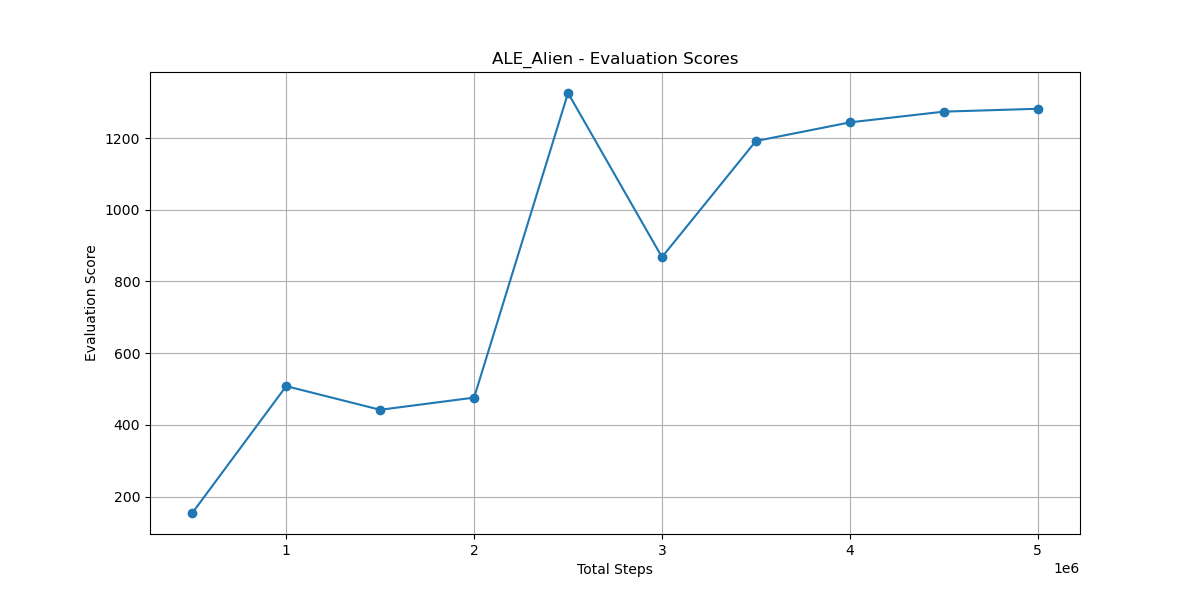 ALE_Alien - Evaluation Scores
Evaluation Score
1200
1000
800
600
400
200
1 2 3 4 5
1e6
Total Steps